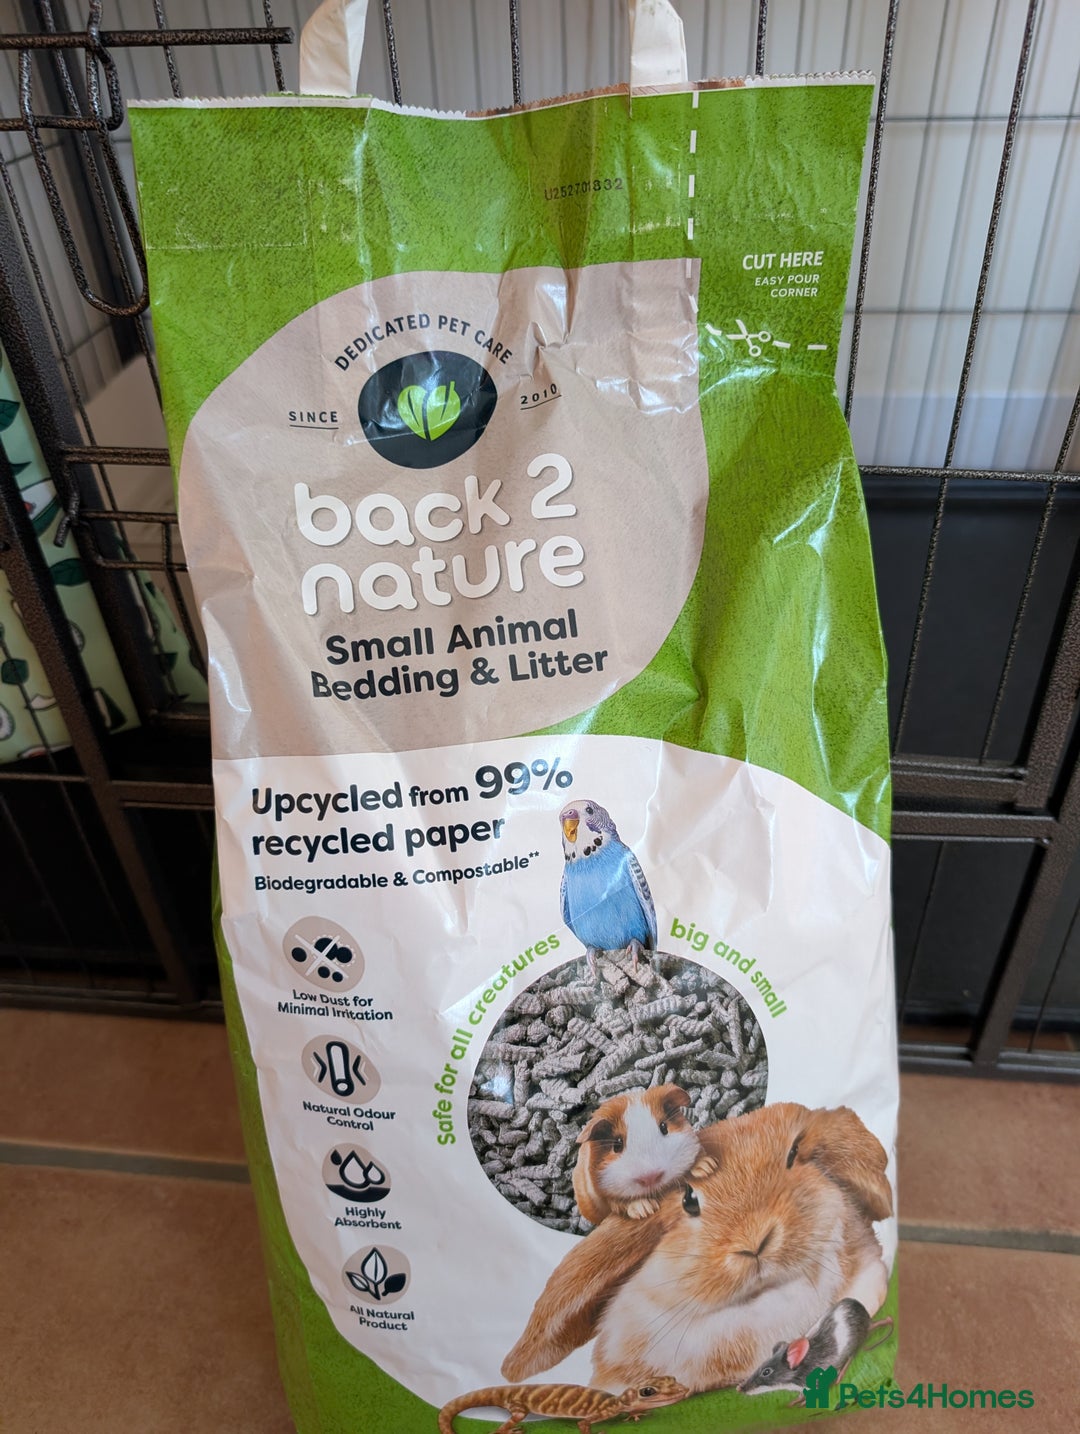 U252701832
CUT HERE
EASY POUR
CORNER
DEDICATED PET CARE
SINCE 2010
back 2
nature
Small Animal
Bedding & Litter
Upcycled from 99%
recycled paper
Biodegradable & Compostable**
Low Dust for
Minimal Irritation
Natural Odour
Control
Highly
Absorbent
All Natural
Product
Safe for all creatures
big and small
Pets4Homes